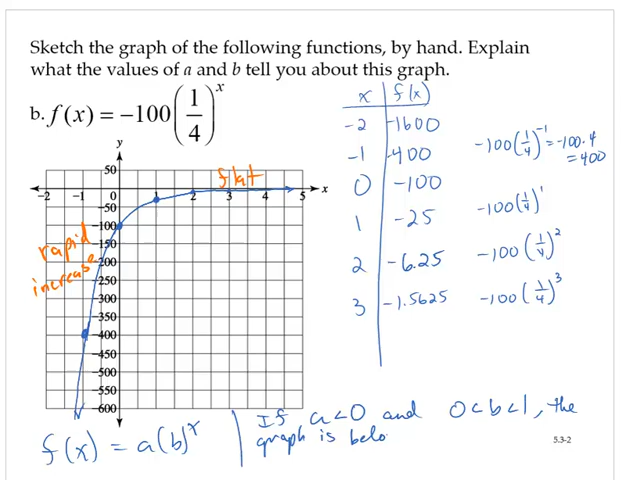 Sketch the graph of the following functions, by hand. Explain
what the values of a and b tell you about this graph.
b. f(x) = −100(1/4)^x
y
x
50
0
−50
−100
−150
−200
−250
−300
−350
−400
−450
−500
−550
−600
−2 −1 1 2 3 4 5
flat
rapid
increase
x f(x)
-2 -1600
-1 -400 -100(1/4)^-1 = -100·4
= 400
0 -100
1 -25 -100(1/4)^1
2 -6.25 -100(1/4)^2
3 -1.5625 -100(1/4)^3
f(x) = a(b)^x
If a<0 and 0<b<1, the
graph is belo
5.3-2